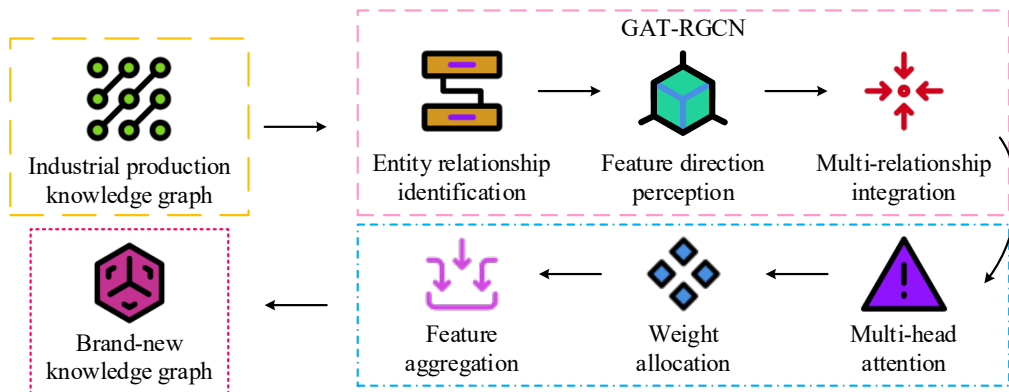 GAT-RGCN
Industrial production
knowledge graph
Entity relationship
identification
Feature direction
perception
Multi-relationship
integration
Brand-new
knowledge graph
Feature
aggregation
Weight
allocation
Multi-head
attention